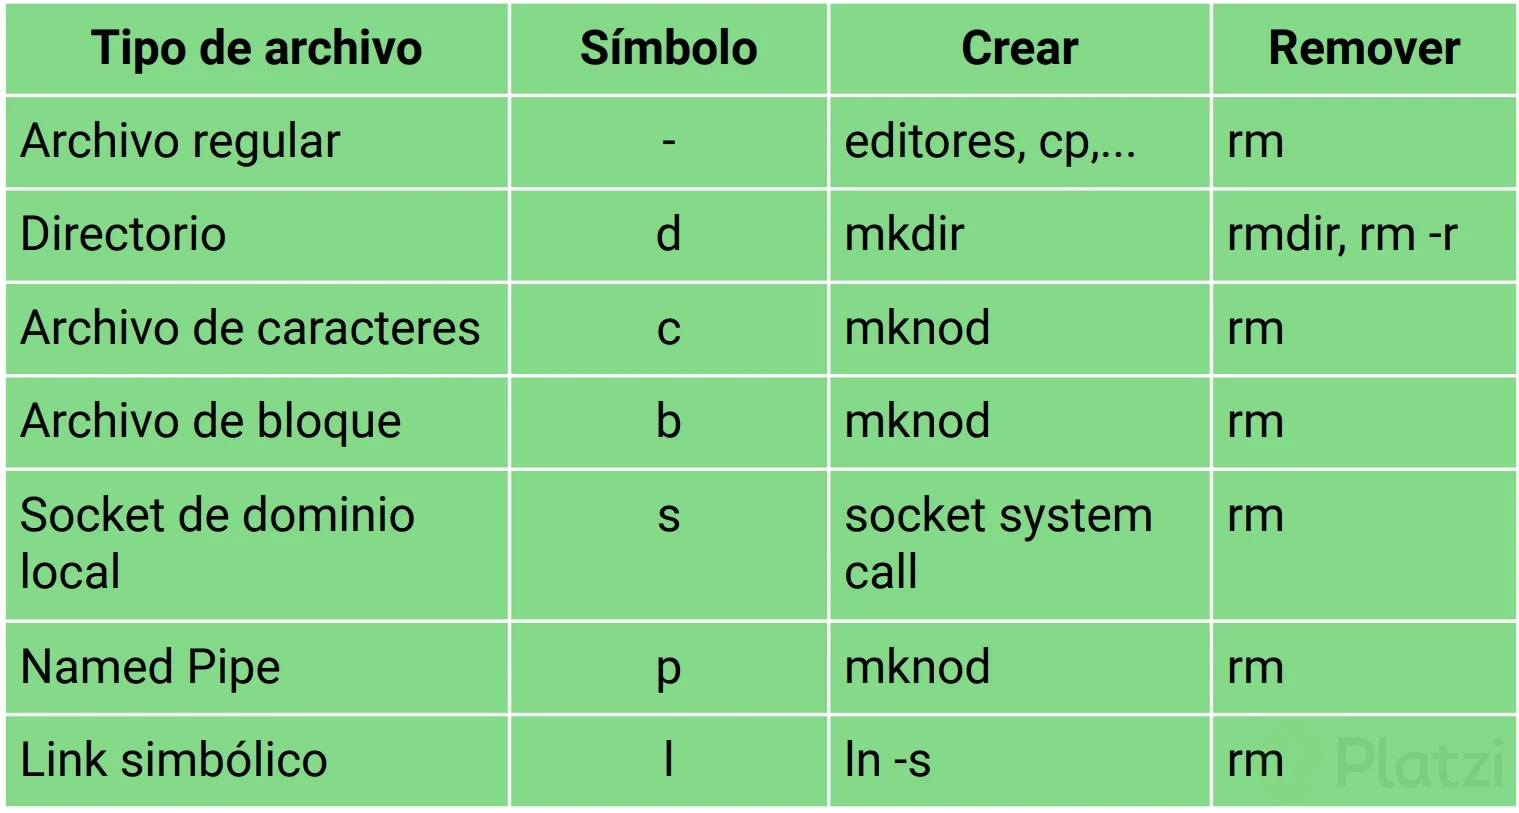 Tipo de archivo Símbolo Crear Remover
Archivo regular - editores, cp,... rm
Directorio d mkdir rmdir, rm -r
Archivo de caracteres c mknod rm
Archivo de bloque b mknod rm
Socket de dominio s socket system rm
local call
Named Pipe p mknod rm
Link simbólico l ln -s rm
Platzi